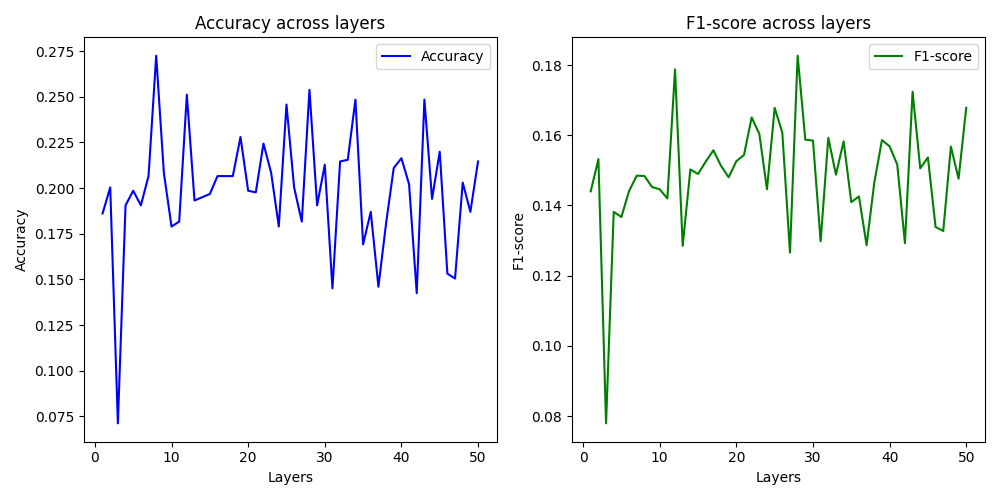 Accuracy across layers
0.275
0.250
0.225
0.200
0.175
0.150
0.125
0.100
0.075
Accuracy
Accuracy
0 10 20 30 40 50
Layers
F1-score across layers
0.18
0.16
0.14
0.12
0.10
0.08
F1-score
F1-score
0 10 20 30 40 50
Layers